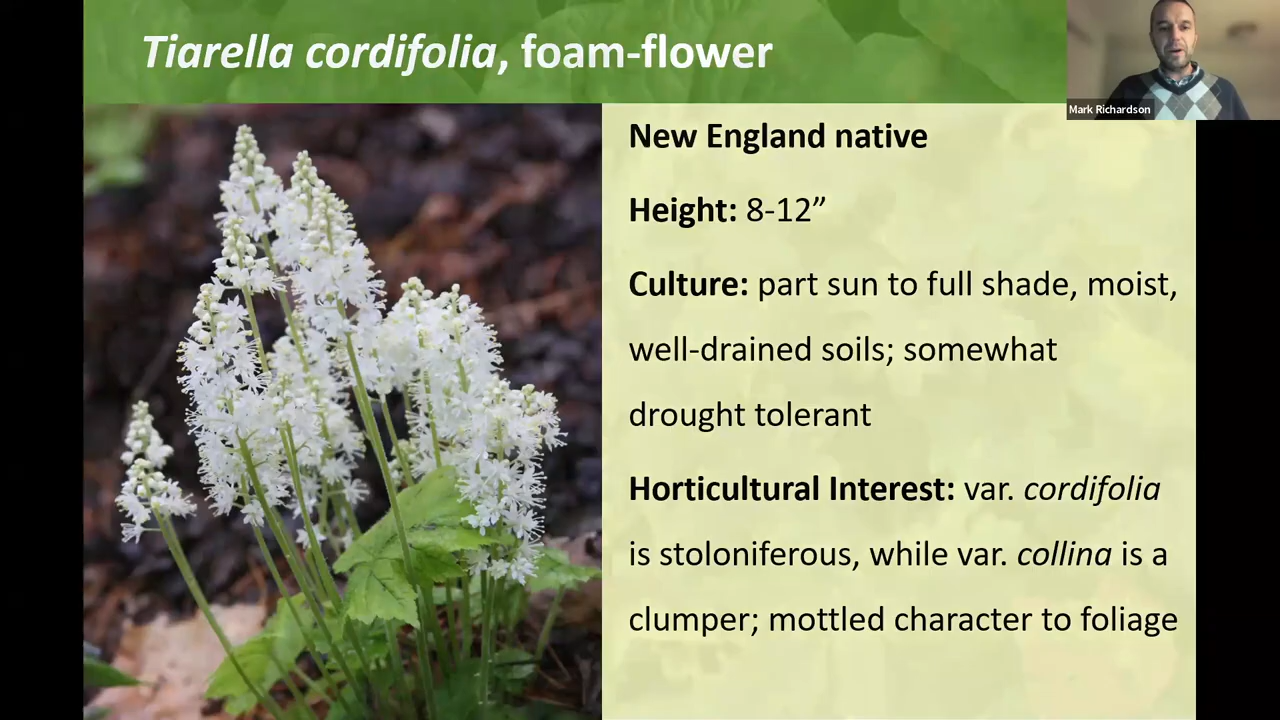 Tiarella cordifolia, foam-flower
Mark Richardson
New England native
Height: 8-12”
Culture: part sun to full shade, moist,
well-drained soils; somewhat
drought tolerant
Horticultural Interest: var. cordifolia
is stoloniferous, while var. collina is a
clumper; mottled character to foliage